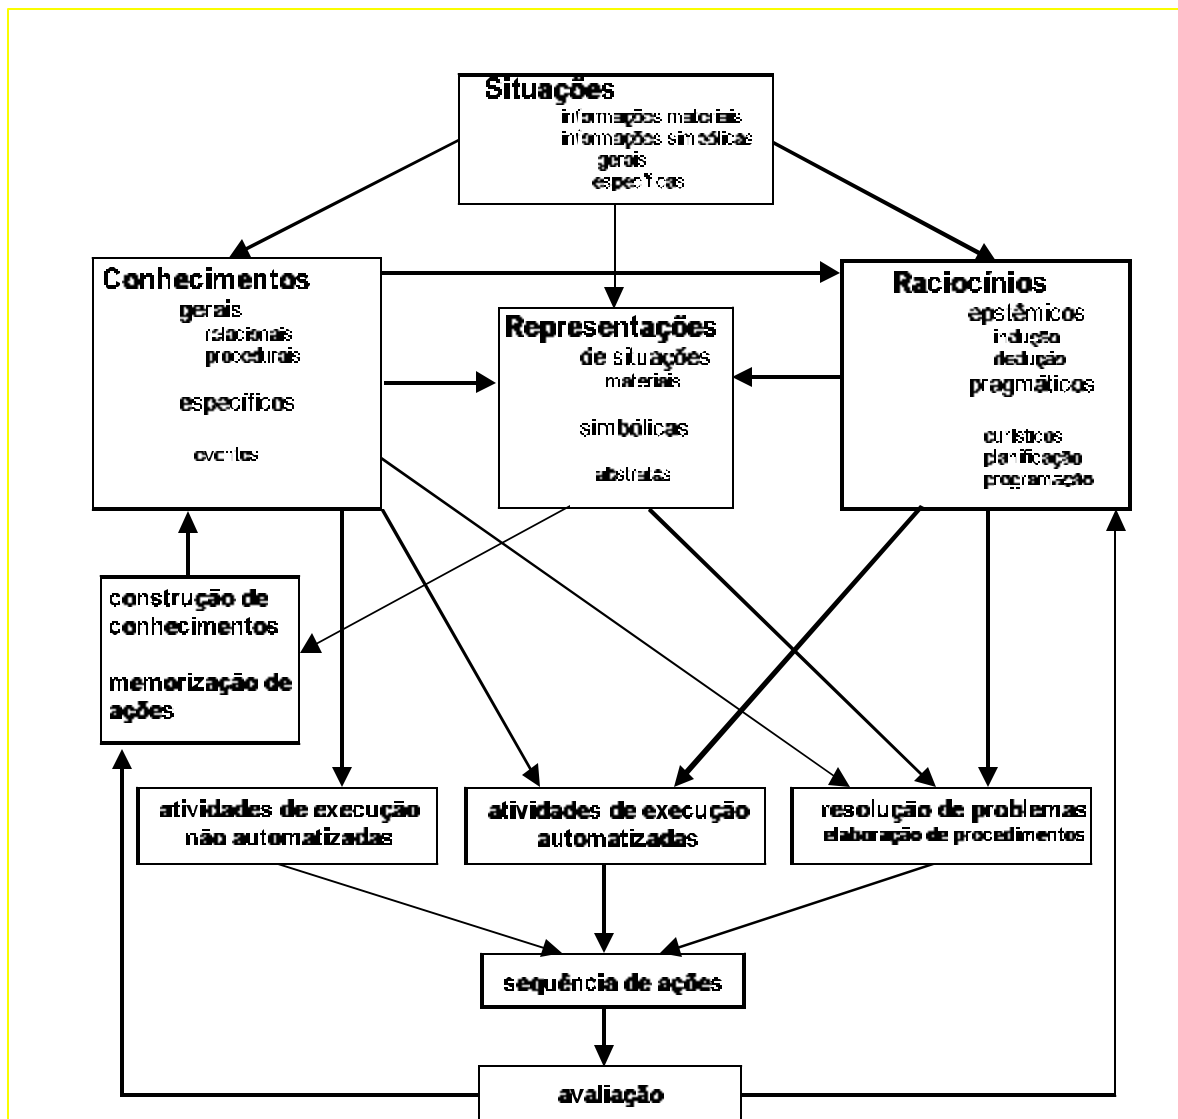 Situações
informações materiais
informações simbólicas
gerais
específicas
Conhecimentos
gerais
relacionais
procedurais
específicos
eventos
Representações
de situações
materiais
simbólicas
abstratas
Raciocínios
epstêmicos
indução
dedução
pragmáticos
eurísticos
planificação
programação
construção de
conhecimentos
memorização de
ações
atividades de execução
não automatizadas
atividades de execução
automatizadas
resolução de problemas
elaboração de procedimentos
sequência de ações
avaliação